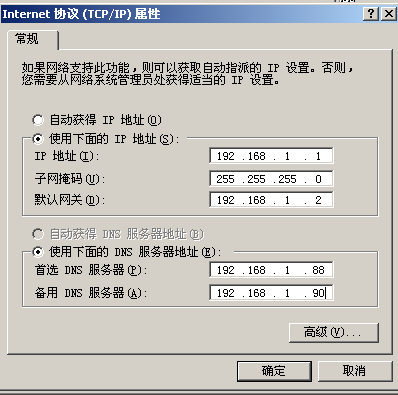 Internet 协议 (TCP/IP) 属性
常规
如果网络支持此功能，则可以获取自动指派的 IP 设置。否则，
您需要从网络系统管理员处获得适当的 IP 设置。
自动获得 IP 地址(O)
使用下面的 IP 地址(S):
IP 地址(I): 192 .168 . 1 . 1
子网掩码(U): 255 .255 .255 . 0
默认网关(D): 192 .168 . 1 . 2
自动获得 DNS 服务器地址(B)
使用下面的 DNS 服务器地址(E):
首选 DNS 服务器(P): 192 .168 . 1 . 88
备用 DNS 服务器(A): 192 .168 . 1 . 90
高级(V)...
确定 取消